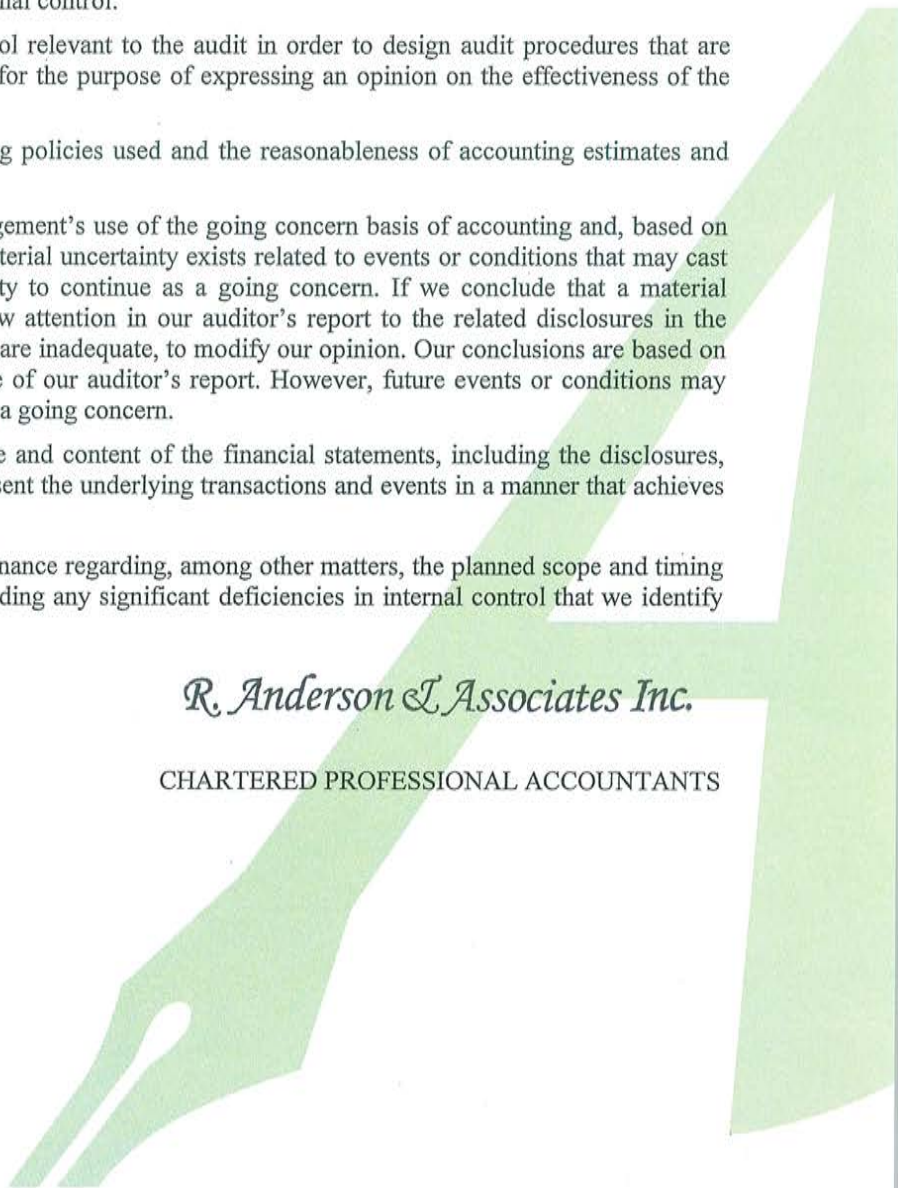 control.
relevant to the audit in order to design audit procedures that are
for the purpose of expressing an opinion on the effectiveness of the
policies used and the reasonableness of accounting estimates and
use of the going concern basis of accounting and, based on
uncertainty exists related to events or conditions that may cast
to continue as a going concern. If we conclude that a material
attention in our auditor's report to the related disclosures in the
are inadequate, to modify our opinion. Our conclusions are based on
of our auditor's report. However, future events or conditions may
a going concern.
and content of the financial statements, including the disclosures,
the underlying transactions and events in a manner that achieves
regarding, among other matters, the planned scope and timing
any significant deficiencies in internal control that we identify
R. Anderson & Associates Inc.
CHARTERED PROFESSIONAL ACCOUNTANTS